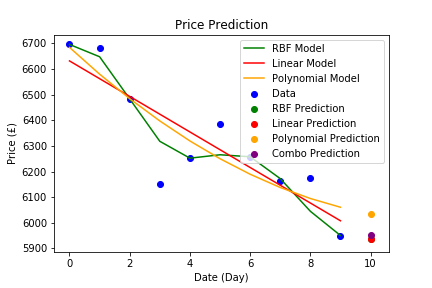 Price Prediction
Price (£)
6700
6600
6500
6400
6300
6200
6100
6000
5900
RBF Model
Linear Model
Polynomial Model
Data
RBF Prediction
Linear Prediction
Polynomial Prediction
Combo Prediction
0 2 4 6 8 10
Date (Day)